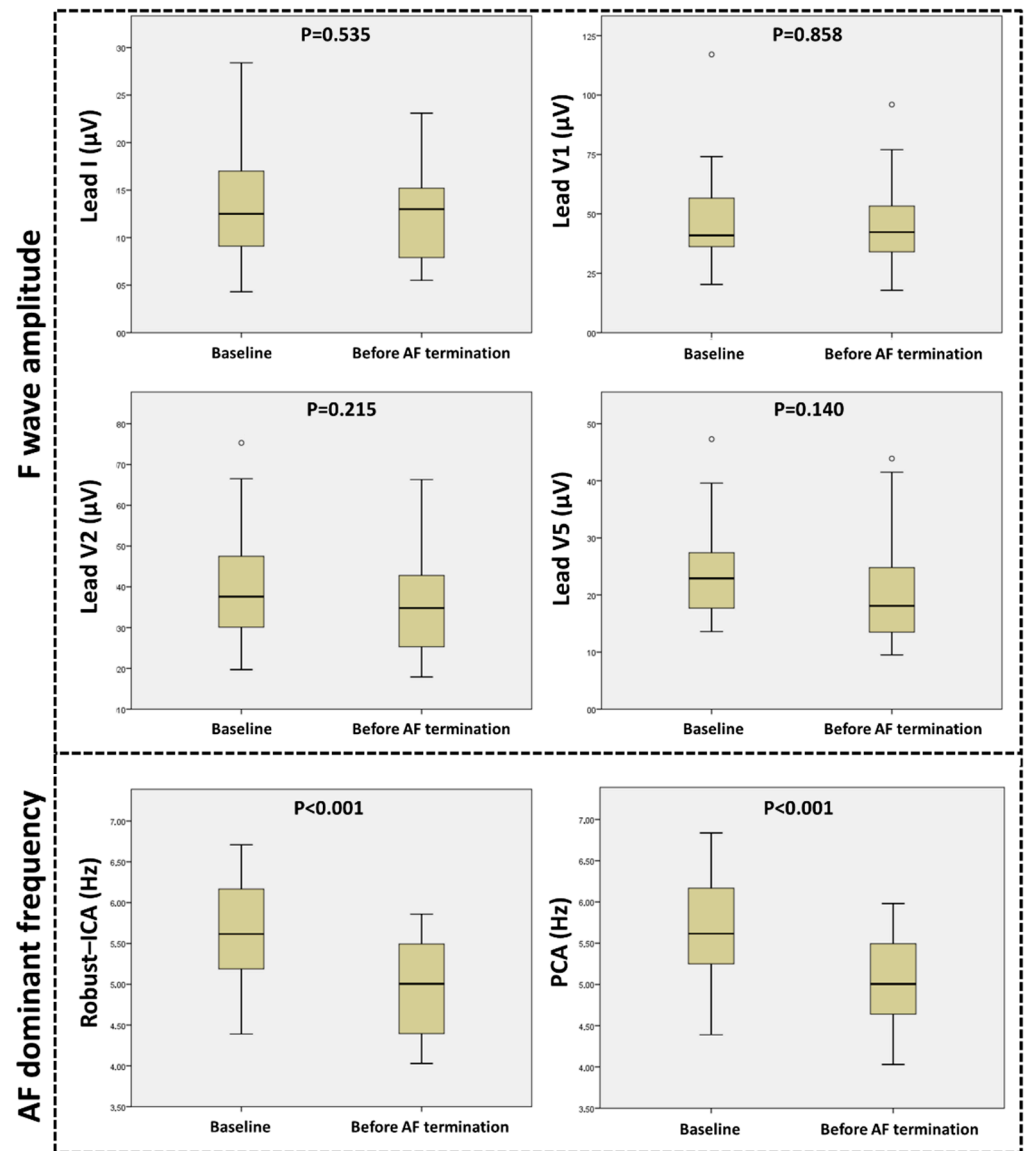 F wave amplitude
P=0.535
Lead I (µV)
30
25
20
15
10
05
00
Baseline
Before AF termination
P=0.858
Lead V1 (µV)
125
100
75
50
25
00
Baseline
Before AF termination
P=0.215
Lead V2 (µV)
80
70
60
50
40
30
20
10
Baseline
Before AF termination
P=0.140
Lead V5 (µV)
50
40
30
20
10
00
Baseline
Before AF termination
AF dominant frequency
P<0.001
Robust–ICA (Hz)
7,00
6,50
6,00
5,50
5,00
4,50
4,00
3,50
Baseline
Before AF termination
P<0.001
PCA (Hz)
7,00
6,50
6,00
5,50
5,00
4,50
4,00
3,50
Baseline
Before AF termination